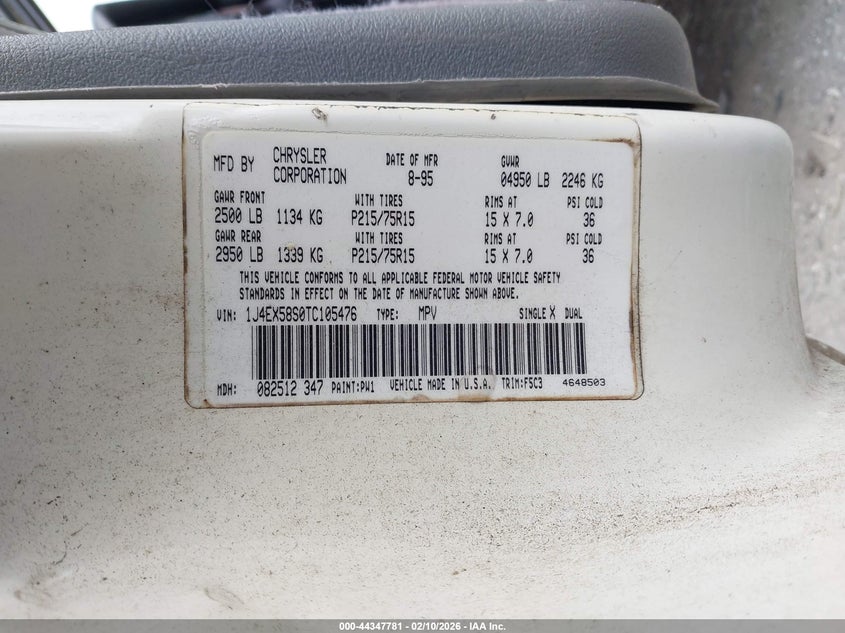 MFD BY CHRYSLER CORPORATION DATE OF MFR 8-95 GVWR 04950 LB 2246 KG
GAWR FRONT WITH TIRES RIMS AT PSI COLD
2500 LB 1134 KG P215/75R15 15 X 7.0 36
GAWR REAR WITH TIRES RIMS AT PSI COLD
2950 LB 1339 KG P215/75R15 15 X 7.0 36
THIS VEHICLE CONFORMS TO ALL APPLICABLE FEDERAL MOTOR VEHICLE SAFETY
STANDARDS IN EFFECT ON THE DATE OF MANUFACTURE SHOWN ABOVE.
VIN: 1J4EX58S0TC105476 TYPE: MPV SINGLE X DUAL
MDH: 082512 347 PAINT:PW1 VEHICLE MADE IN U.S.A. TRIM:FSC3 4648503
000-44347781 - 02/10/2026 - IAA Inc.